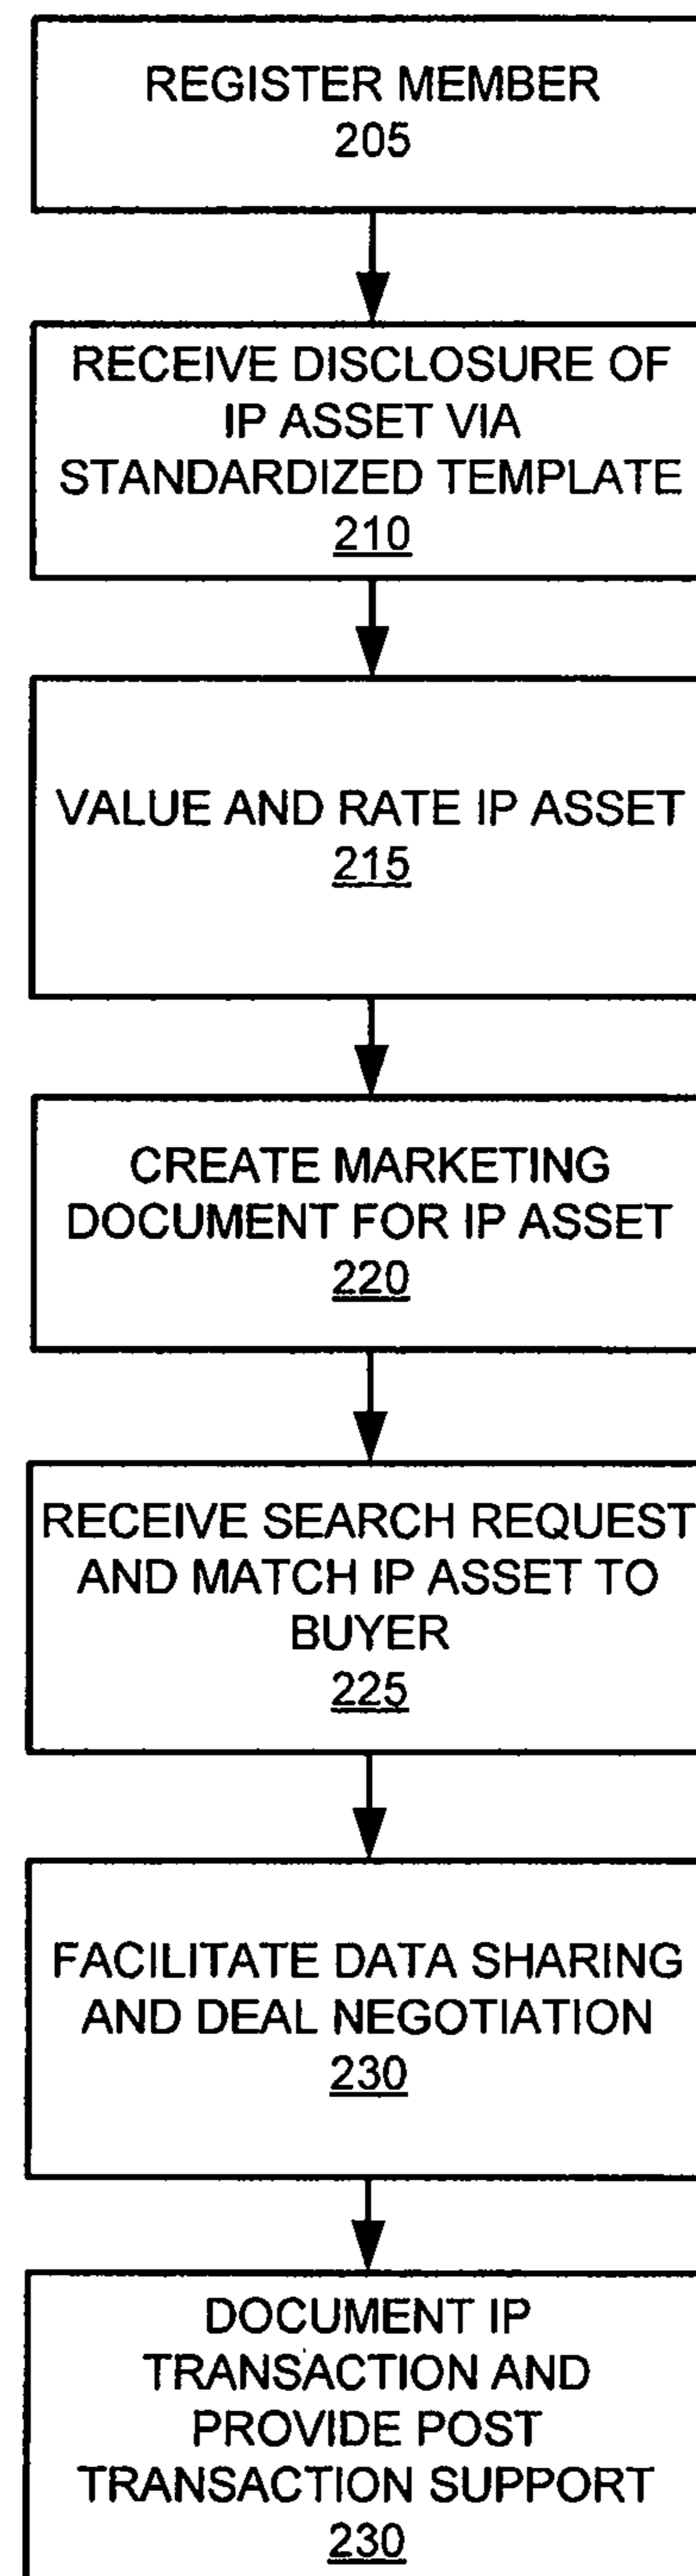 REGISTER MEMBER
205
RECEIVE DISCLOSURE OF
IP ASSET VIA
STANDARDIZED TEMPLATE
210
VALUE AND RATE IP ASSET
215
CREATE MARKETING
DOCUMENT FOR IP ASSET
220
RECEIVE SEARCH REQUEST
AND MATCH IP ASSET TO
BUYER
225
FACILITATE DATA SHARING
AND DEAL NEGOTIATION
230
DOCUMENT IP
TRANSACTION AND
PROVIDE POST
TRANSACTION SUPPORT
230